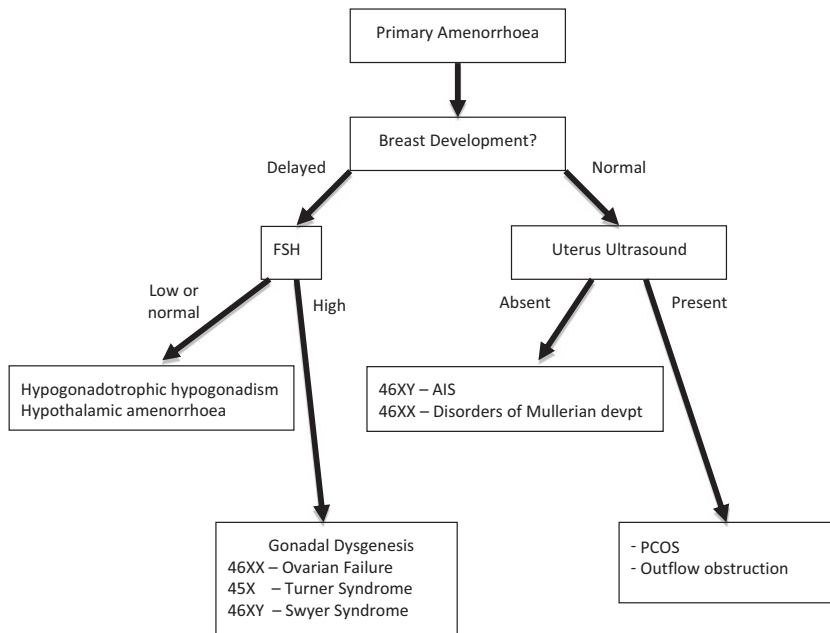 Primary Amenorrhoea
Breast Development?
Delayed
Normal
FSH
Uterus Ultrasound
Low or
normal
High
Absent
Present
Hypogonadotrophic hypogonadism
Hypothalamic amenorrhoea
46XY – AIS
46XX – Disorders of Mullerian devpt
Gonadal Dysgenesis
46XX – Ovarian Failure
45X – Turner Syndrome
46XY – Swyer Syndrome
- PCOS
- Outflow obstruction